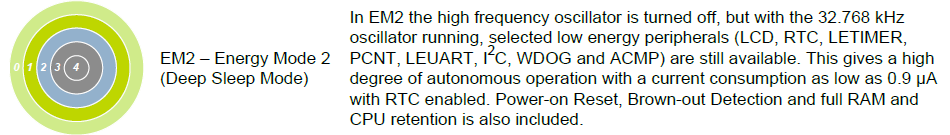 0 1 2 3 4
EM2 – Energy Mode 2
(Deep Sleep Mode)
In EM2 the high frequency oscillator is turned off, but with the 32.768 kHz
oscillator running, selected low energy peripherals (LCD, RTC, LETIMER,
PCNT, LEUART, I²C, WDOG and ACMP) are still available. This gives a high
degree of autonomous operation with a current consumption as low as 0.9 µA
with RTC enabled. Power-on Reset, Brown-out Detection and full RAM and
CPU retention is also included.